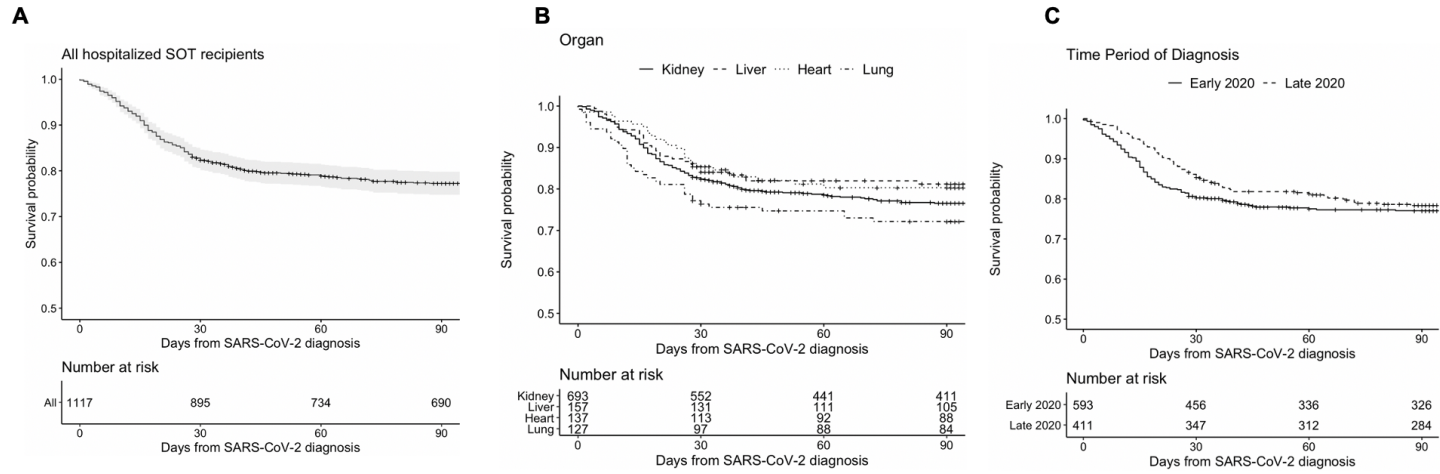 A
All hospitalized SOT recipients
Survival probability
1.0
0.9
0.8
0.7
0.6
0.5
0 30 60 90
Days from SARS-CoV-2 diagnosis
Number at risk
All 1117 895 734 690
0 30 60 90
Days from SARS-CoV-2 diagnosis
B
Organ
Kidney Liver Heart Lung
Survival probability
1.0
0.9
0.8
0.7
0.6
0.5
0 30 60 90
Days from SARS-CoV-2 diagnosis
Number at risk
Kidney 693 552 441 411
Liver 157 131 111 105
Heart 137 113 92 88
Lung 127 97 88 84
0 30 60 90
Days from SARS-CoV-2 diagnosis
C
Time Period of Diagnosis
Early 2020 Late 2020
Survival probability
1.0
0.9
0.8
0.7
0.6
0.5
0 30 60 90
Days from SARS-CoV-2 diagnosis
Number at risk
Early 2020 593 456 336 326
Late 2020 411 347 312 284
0 30 60 90
Days from SARS-CoV-2 diagnosis